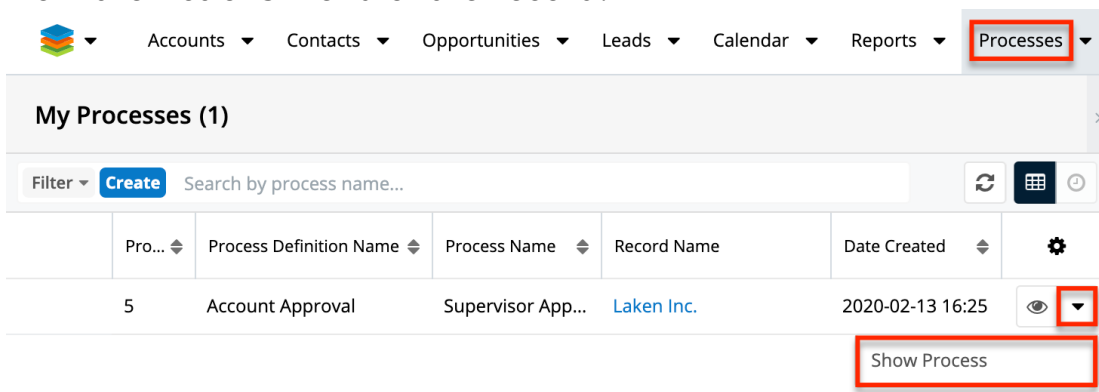 Accounts Contacts Opportunities Leads Calendar Reports Processes
My Processes (1)
Filter Create Search by process name...
Pro... Process Definition Name Process Name Record Name Date Created
5 Account Approval Supervisor App... Laken Inc. 2020-02-13 16:25
Show Process